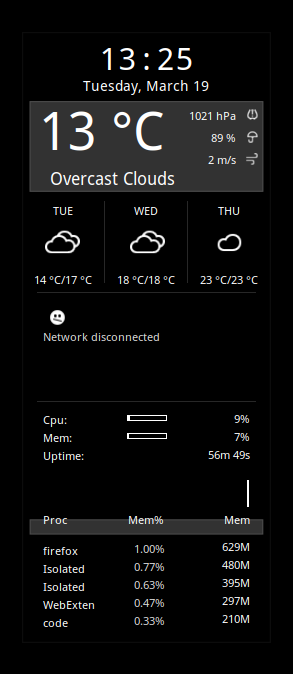 13:25
Tuesday, March 19
13 °C
1021 hPa
89 %
2 m/s
Overcast Clouds
TUE WED THU
14 °C/17 °C 18 °C/18 °C 23 °C/23 °C
Network disconnected
Cpu: 9%
Mem: 7%
Uptime: 56m 49s
Proc Mem% Mem
firefox 1.00% 629M
Isolated 0.77% 480M
Isolated 0.63% 395M
WebExten 0.47% 297M
code 0.33% 210M